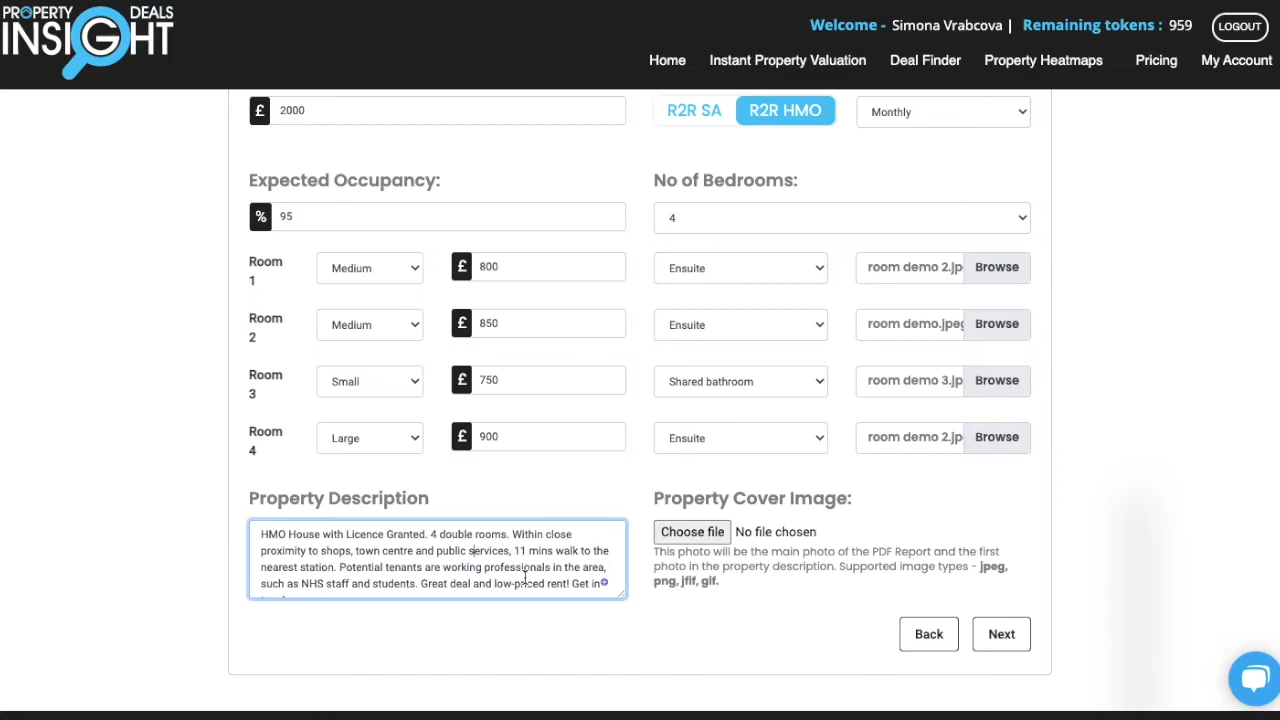 PROPERTY DEALS
INSIGHT
Welcome - Simona Vrabcova | Remaining tokens : 959 LOGOUT
Home Instant Property Valuation Deal Finder Property Heatmaps Pricing My Account
£ 2000 R2R SA R2R HMO Monthly
Expected Occupancy: No of Bedrooms:
% 95 4
Room 1 Medium £ 800 Ensuite room demo 2.jp Browse
Room 2 Medium £ 850 Ensuite room demo.jpeg Browse
Room 3 Small £ 750 Shared bathroom room demo 3.jp Browse
Room 4 Large £ 900 Ensuite room demo 2.jp Browse
Property Description Property Cover Image:
HMO House with Licence Granted. 4 double rooms. Within close
proximity to shops, town centre and public services, 11 mins walk to the
nearest station. Potential tenants are working professionals in the area,
such as NHS staff and students. Great deal and low-priced rent! Get in
Choose file No file chosen
This photo will be the main photo of the PDF Report and the first
photo in the property description. Supported image types - jpeg,
png, jfif, gif.
Back Next